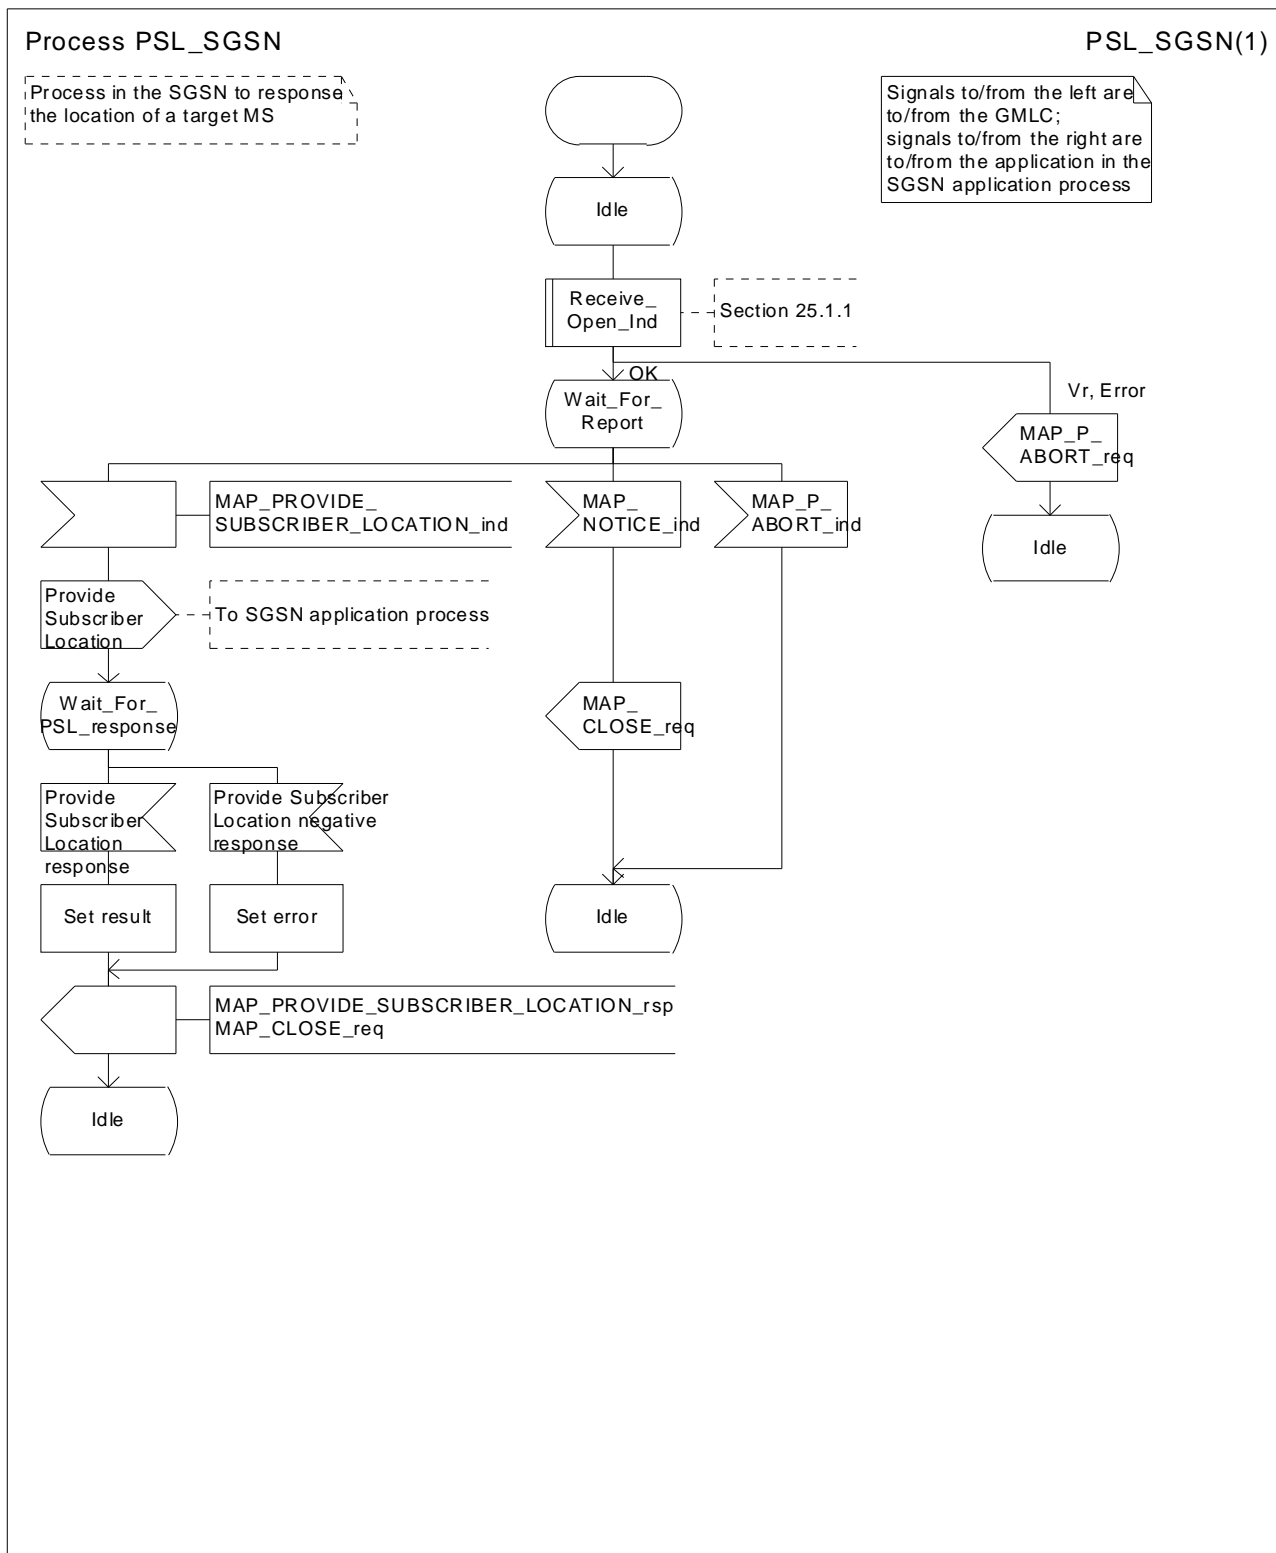 Process PSL_SGSN
PSL_SGSN(1)
Process in the SGSN to response
the location of a target MS
Signals to/from the left are
to/from the GMLC;
signals to/from the right are
to/from the application in the
SGSN application process
Idle
Receive_
Open_Ind
Section 25.1.1
OK
Vr, Error
Wait_For_
Report
MAP_P_
ABORT_req
Idle
MAP_PROVIDE_
SUBSCRIBER_LOCATION_ind
MAP_
NOTICE_ind
MAP_P_
ABORT_ind
Provide
Subscriber
Location
To SGSN application process
Wait_For_
PSL_response
MAP_
CLOSE_req
Provide
Subscriber
Location
response
Provide Subscriber
Location negative
response
Set result
Set error
Idle
MAP_PROVIDE_SUBSCRIBER_LOCATION_rsp
MAP_CLOSE_req
Idle